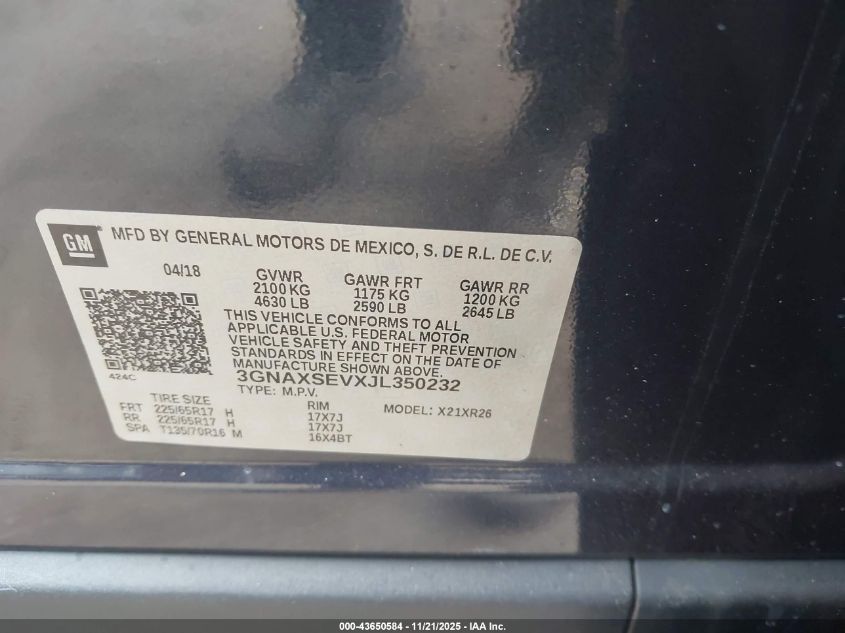 GM
MFD BY GENERAL MOTORS DE MEXICO, S. DE R.L. DE C.V.
04/18 GVWR GAWR FRT GAWR RR
2100 KG 1175 KG 1200 KG
4630 LB 2590 LB 2645 LB
THIS VEHICLE CONFORMS TO ALL
APPLICABLE U.S. FEDERAL MOTOR
VEHICLE SAFETY AND THEFT PREVENTION
STANDARDS IN EFFECT ON THE DATE OF
MANUFACTURE SHOWN ABOVE.
424C
3GNAXSEVXJL350232
TYPE: M.P.V.
TIRE SIZE RIM MODEL: X21XR26
FRT 225/65R17 H 17X7J
RR. 225/65R17 H 17X7J
SPA T135/70R16 M 16X4BT
000-43650584 - 11/21/2025 - IAA Inc.